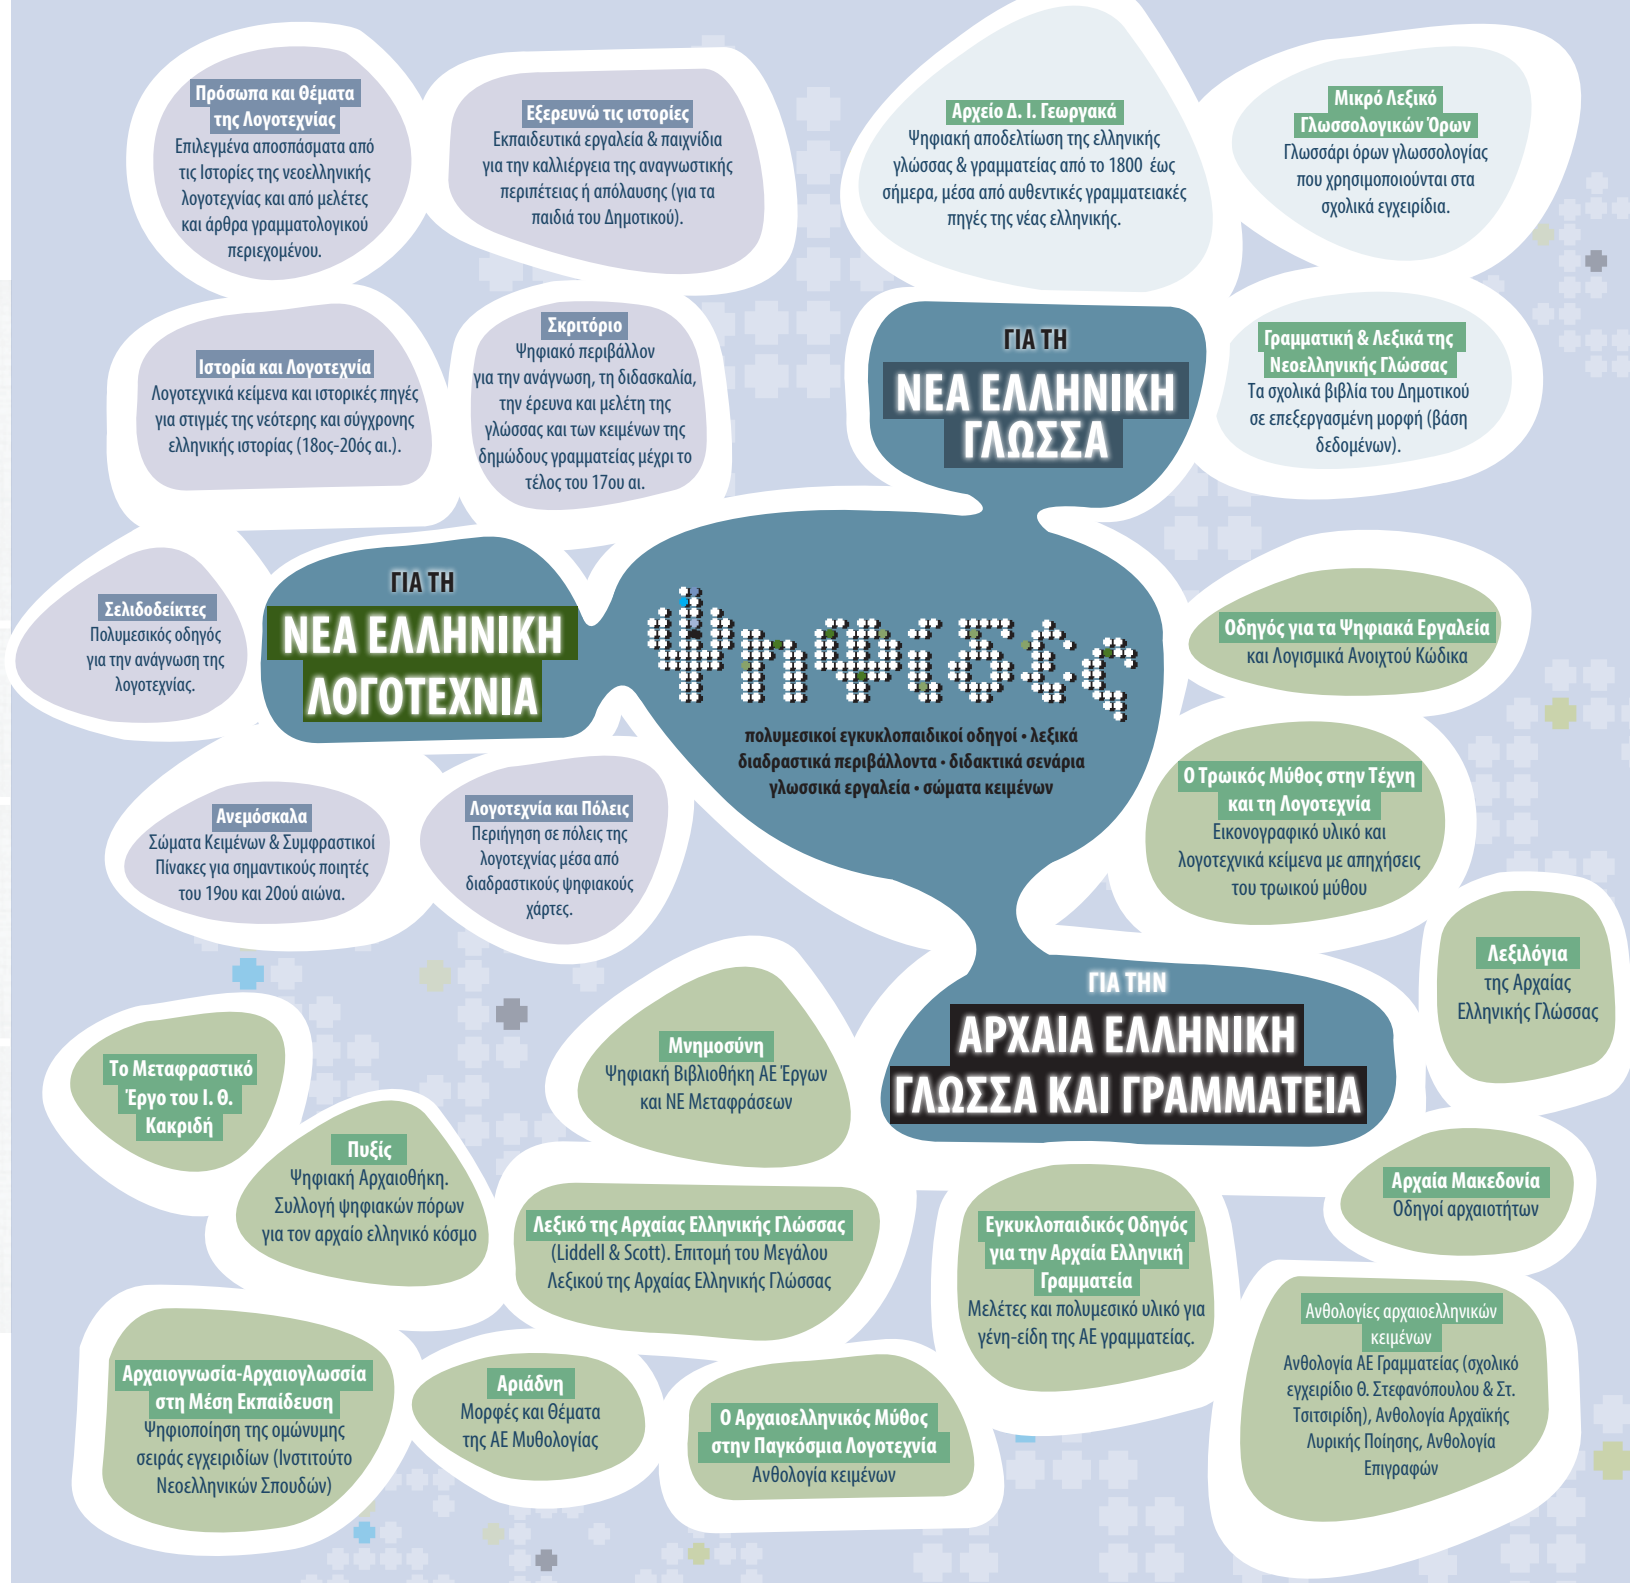 Πρόσωπα και Θέματα
της Λογοτεχνίας
Επιλεγμένα αποσπάσματα από
τις Ιστορίες της νεοελληνικής
λογοτεχνίας και από μελέτες
και άρθρα γραμματολογικού
περιεχομένου.
Εξερευνώ τις ιστορίες
Εκπαιδευτικά εργαλεία & παιχνίδια
για την καλλιέργεια της αναγνωστικής
περιπέτειας ή απόλαυσης (για τα
παιδιά του Δημοτικού).
Αρχείο Δ. Ι. Γεωργακά
Ψηφιακή αποδελτίωση της ελληνικής
γλώσσας & γραμματείας από το 1800 έως
σήμερα, μέσα από αυθεντικές γραμματειακές
πηγές της νέας ελληνικής.
Μικρό Λεξικό
Γλωσσολογικών Όρων
Γλωσσάρι όρων γλωσσολογίας
που χρησιμοποιούνται στα
σχολικά εγχειρίδια.
Ιστορία και Λογοτεχνία
Λογοτεχνικά κείμενα και ιστορικές πηγές
για στιγμές της νεότερης και σύγχρονης
ελληνικής ιστορίας (18ος-20ός αι.).
Σκριτόριο
Ψηφιακό περιβάλλον
για την ανάγνωση, τη διδασκαλία,
την έρευνα και μελέτη της
γλώσσας και των κειμένων της
δημώδους γραμματείας μέχρι το
τέλος του 17ου αι.
ΓΙΑ ΤΗ
ΝΕΑ ΕΛΛΗΝΙΚΗ
ΓΛΩΣΣΑ
Γραμματική & Λεξικά της
Νεοελληνικής Γλώσσας
Τα σχολικά βιβλία του Δημοτικού
σε επεξεργασμένη μορφή (βάση
δεδομένων).
Σελιδοδείκτες
Πολυμεσικός οδηγός
για την ανάγνωση της
λογοτεχνίας.
ΓΙΑ ΤΗ
ΝΕΑ ΕΛΛΗΝΙΚΗ
ΛΟΓΟΤΕΧΝΙΑ
ψηφίδες
πολυμεσικοί εγκυκλοπαιδικοί οδηγοί • λεξικά
διαδραστικά περιβάλλοντα • διδακτικά σενάρια
γλωσσικά εργαλεία • σώματα κειμένων
Οδηγός για τα Ψηφιακά Εργαλεία
και Λογισμικά Ανοιχτού Κώδικα
Ο Τρωικός Μύθος στην Τέχνη
και τη Λογοτεχνία
Εικονογραφικό υλικό και
λογοτεχνικά κείμενα με απηχήσεις
του τρωικού μύθου
Ανεμόσκαλα
Σώματα Κειμένων & Συμφραστικοί
Πίνακες για σημαντικούς ποιητές
του 19ου και 20ού αιώνα.
Λογοτεχνία και Πόλεις
Περιήγηση σε πόλεις της
λογοτεχνίας μέσα από
διαδραστικούς ψηφιακούς
χάρτες.
Λεξιλόγια
της Αρχαίας
Ελληνικής Γλώσσας
ΓΙΑ ΤΗΝ
ΑΡΧΑΙΑ ΕΛΛΗΝΙΚΗ
ΓΛΩΣΣΑ ΚΑΙ ΓΡΑΜΜΑΤΕΙΑ
Μνημοσύνη
Ψηφιακή Βιβλιοθήκη ΑΕ Έργων
και ΝΕ Μεταφράσεων
Το Μεταφραστικό
Έργο του Ι. Θ.
Κακριδή
Πυξίς
Ψηφιακή Αρχαιοθήκη.
Συλλογή ψηφιακών πόρων
για τον αρχαίο ελληνικό κόσμο
Λεξικό της Αρχαίας Ελληνικής Γλώσσας
(Liddell & Scott). Επιτομή του Μεγάλου
Λεξικού της Αρχαίας Ελληνικής Γλώσσας
Εγκυκλοπαιδικός Οδηγός
για την Αρχαία Ελληνική
Γραμματεία
Μελέτες και πολυμεσικό υλικό για
γένη-είδη της ΑΕ γραμματείας.
Αρχαία Μακεδονία
Οδηγοί αρχαιοτήτων
Ανθολογίες αρχαιοελληνικών
κειμένων
Ανθολογία ΑΕ Γραμματείας (σχολικό
εγχειρίδιο Θ. Στεφανόπουλου & Στ.
Τσιτσιρίδη), Ανθολογία Αρχαϊκής
Λυρικής Ποίησης, Ανθολογία
Επιγραφών
Αρχαιογνωσία-Αρχαιογλωσσία
στη Μέση Εκπαίδευση
Ψηφιοποίηση της ομώνυμης
σειράς εγχειριδίων (Ινστιτούτο
Νεοελληνικών Σπουδών)
Αριάδνη
Μορφές και Θέματα
της ΑΕ Μυθολογίας
Ο Αρχαιοελληνικός Μύθος
στην Παγκόσμια Λογοτεχνία
Ανθολογία κειμένων